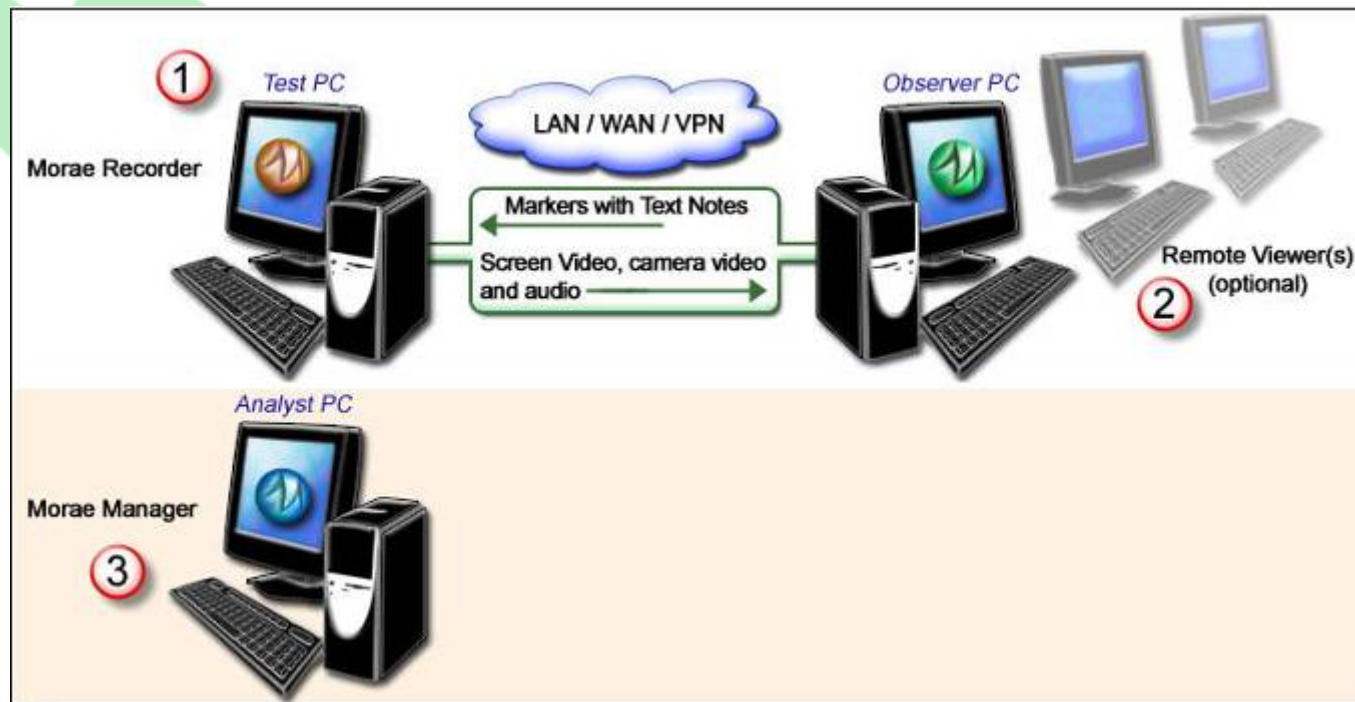 1
Test PC
Morae Recorder
LAN / WAN / VPN
Markers with Text Notes
Screen Video, camera video
and audio
Observer PC
Remote Viewer(s)
(optional)
2
Analyst PC
Morae Manager
3